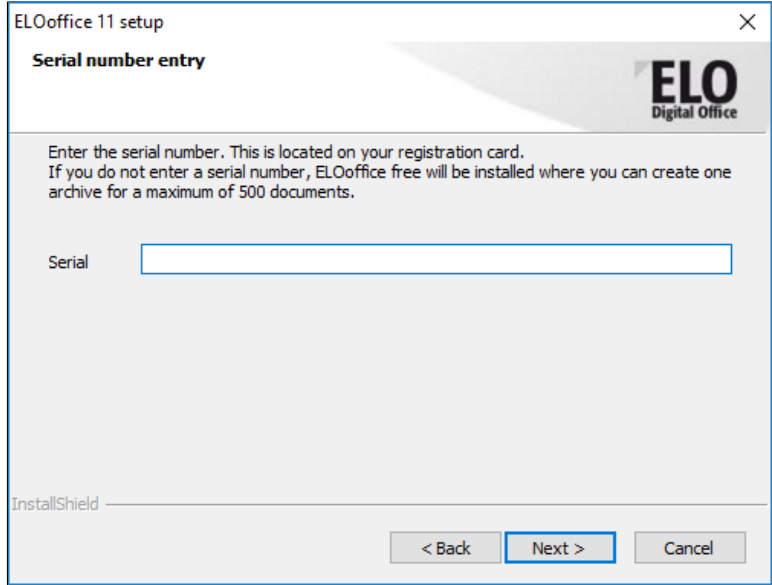 ELOoffice 11 setup
Serial number entry
ELO
Digital Office
Enter the serial number. This is located on your registration card.
If you do not enter a serial number, ELOoffice free will be installed where you can create one
archive for a maximum of 500 documents.
Serial
InstallShield
< Back Next > Cancel